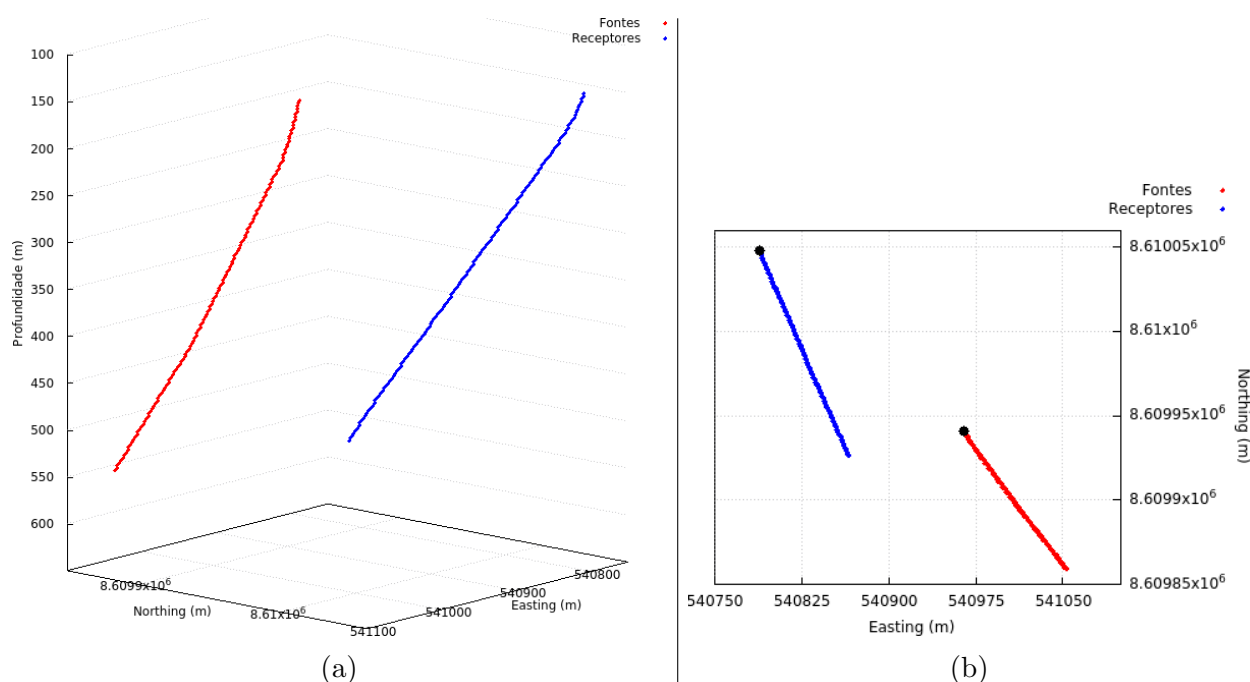 Fontes
Receptores
100
150
200
250
300
350
400
450
500
550
600
Profundidade (m)
8.6099x10⁶
8.61x10⁶
Northing (m)
541100
541000
540900
540800
Easting (m)
(a)
Fontes
Receptores
8.61005x10⁶
8.61x10⁶
8.60995x10⁶
8.6099x10⁶
8.60985x10⁶
Northing (m)
540750 540825 540900 540975 541050
Easting (m)
(b)